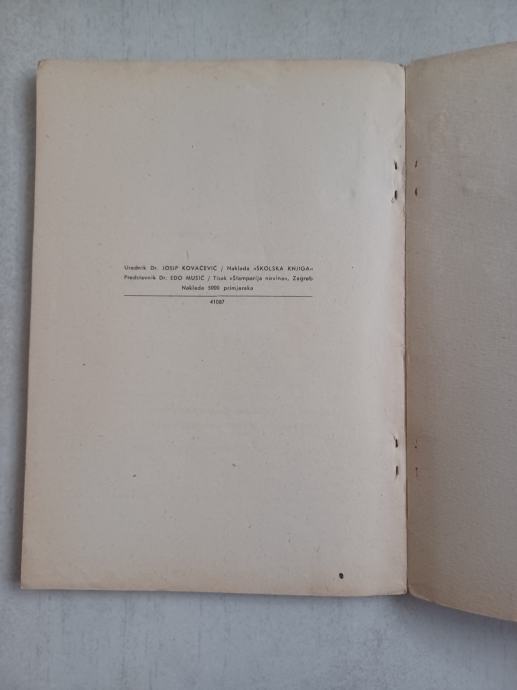 Urednik Dr. JOSIP KOVAČEVIĆ / Naklada »ŠKOLSKA KNJIGA«
Predstavnik Dr. EDO MUSIĆ / Tisak »Štamparija novina«, Zagreb
Naklada 5000 primjeraka
41087